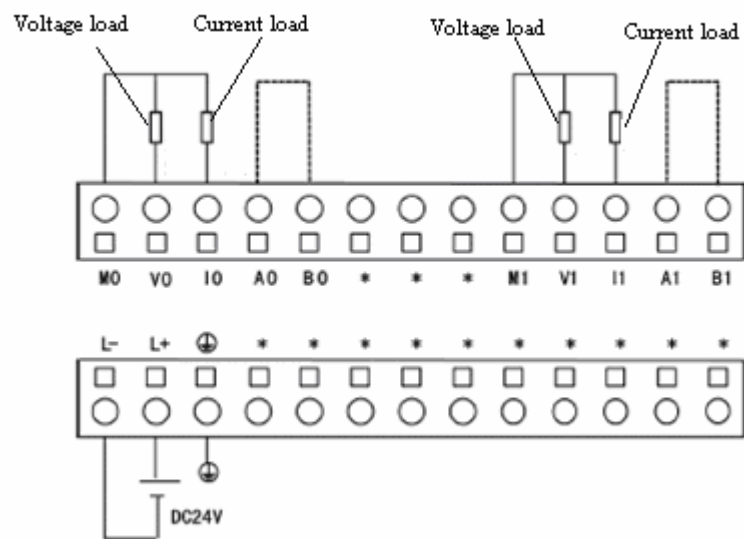 Voltage load Current load Voltage load Current load
M0 V0 I0 A0 B0 * * * M1 V1 I1 A1 B1
L- L+ * * * * * * * * * *
DC24V